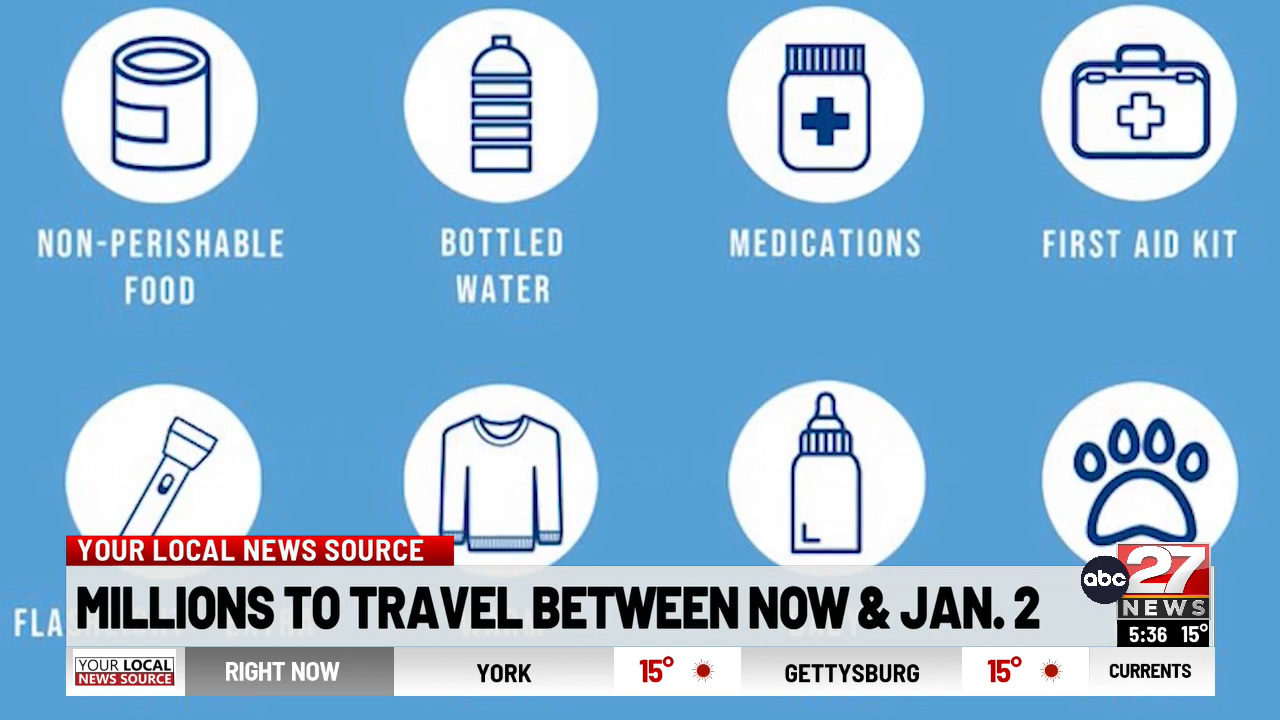 NON-PERISHABLE
FOOD
BOTTLED
WATER
MEDICATIONS
FIRST AID KIT
YOUR LOCAL NEWS SOURCE
MILLIONS TO TRAVEL BETWEEN NOW & JAN. 2
abc 27
NEWS
5:36 15°
YOUR LOCAL
NEWS SOURCE
RIGHT NOW
YORK
15°
GETTYSBURG
15°
CURRENTS